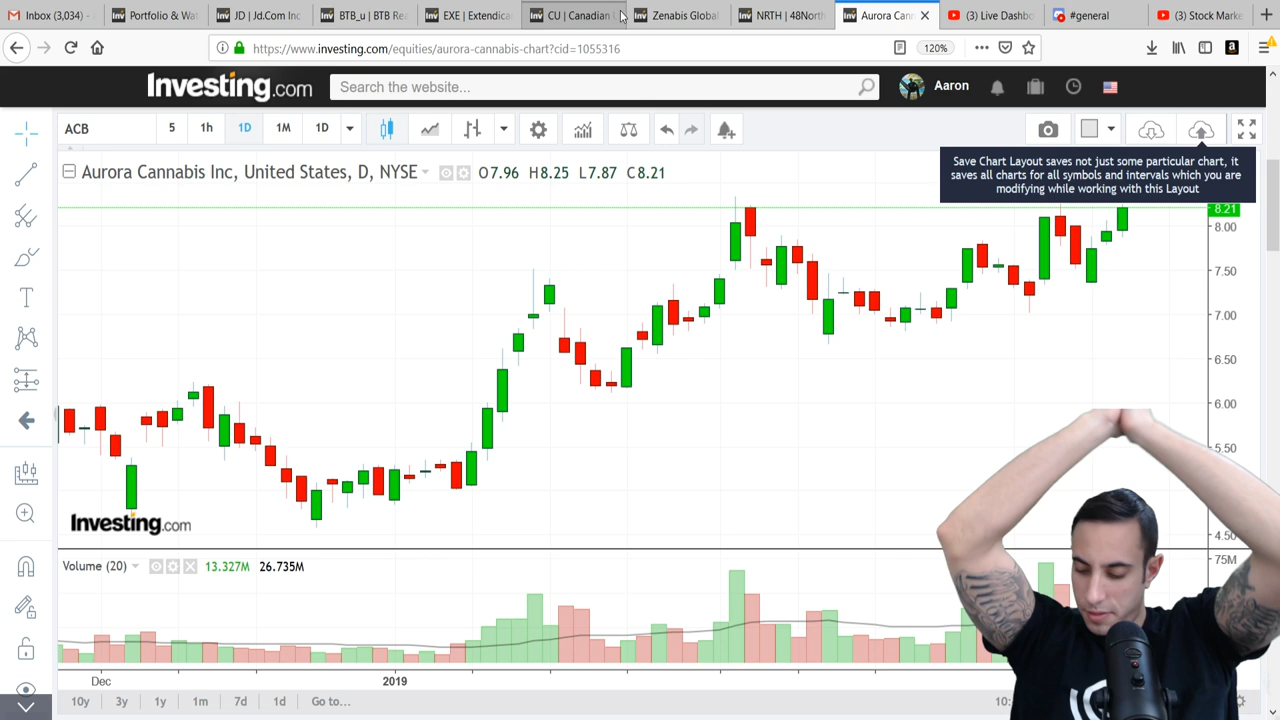 Inbox (3,034) -
Portfolio & Wat
JD | Jd.Com Inc
BTB_u | BTB Re
EXE | Extendica
CU | Canadian
Zenabis Global
NRTH | 48North
Aurora Cann
(3) Live Dashbo
#general
(3) Stock Marke
https://www.investing.com/equities/aurora-cannabis-chart?cid=1055316
120%
Investing.com
Search the website...
Aaron
ACB
5
1h
1D
1M
1D
Save Chart Layout saves not just some particular chart, it
saves all charts for all symbols and intervals which you are
modifying while working with this Layout
Aurora Cannabis Inc, United States, D, NYSE
O7.96 H8.25 L7.87 C8.21
8.21
8.00
7.50
7.00
6.50
6.00
5.50
4.50
Investing.com
Volume (20)
13.327M 26.735M
75M
Dec
2019
10y
3y
1y
1m
7d
1d
Go to...
10: